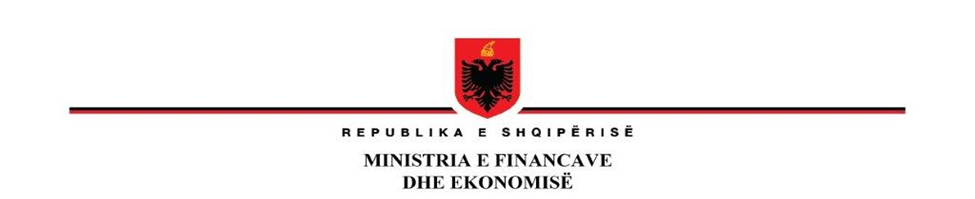 REPUBLIKA E SHQIPËRISË
MINISTRIA E FINANCAVE
DHE EKONOMISË